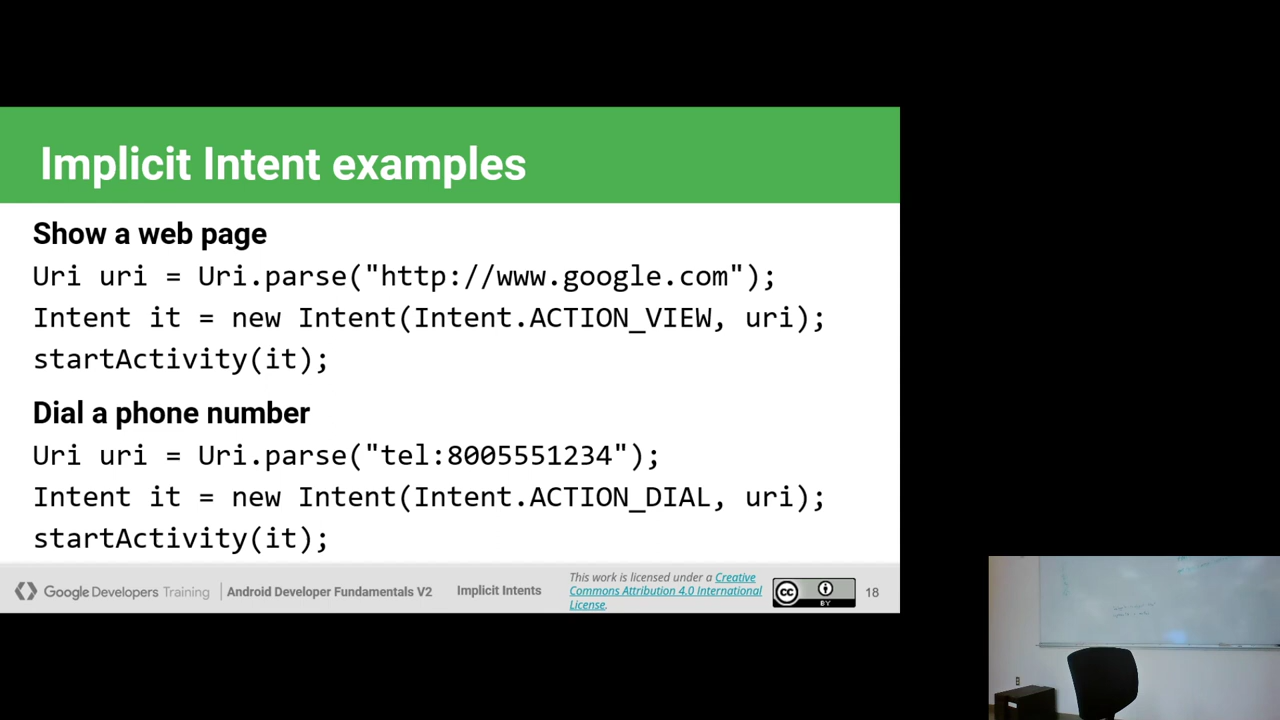 Implicit Intent examples
Show a web page
Uri uri = Uri.parse("http://www.google.com");
Intent it = new Intent(Intent.ACTION_VIEW, uri);
startActivity(it);
Dial a phone number
Uri uri = Uri.parse("tel:8005551234");
Intent it = new Intent(Intent.ACTION_DIAL, uri);
startActivity(it);
Google Developers Training
Android Developer Fundamentals V2
Implicit Intents
This work is licensed under a Creative
Commons Attribution 4.0 International
License.
cc
BY
18